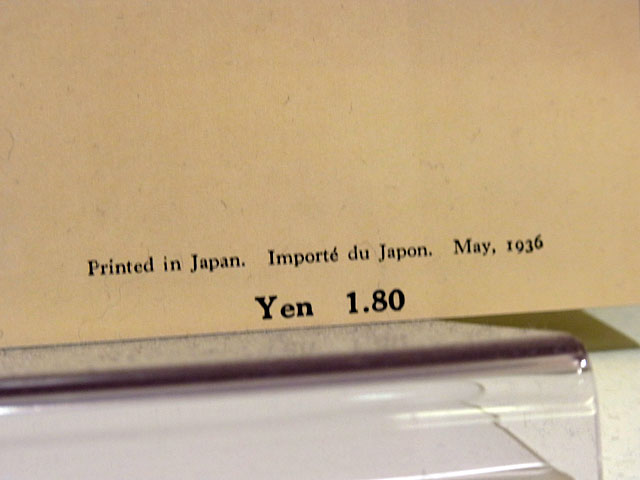 Printed in Japan. Importé du Japon. May, 1936
Yen 1.80